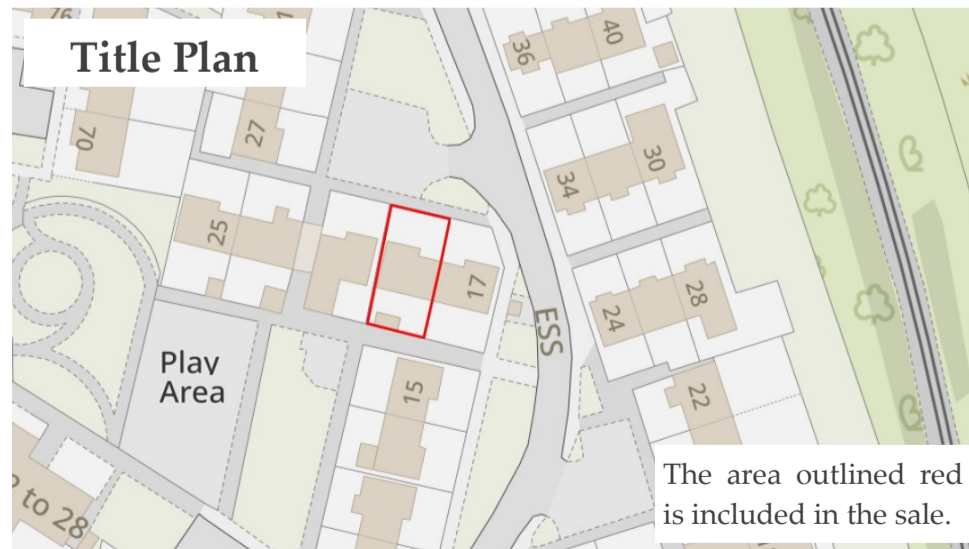 Title Plan
76
70
27
36
40
34
30
25
17
24
28
ESS
15
22
Play
Area
to 28
The area outlined red
is included in the sale.